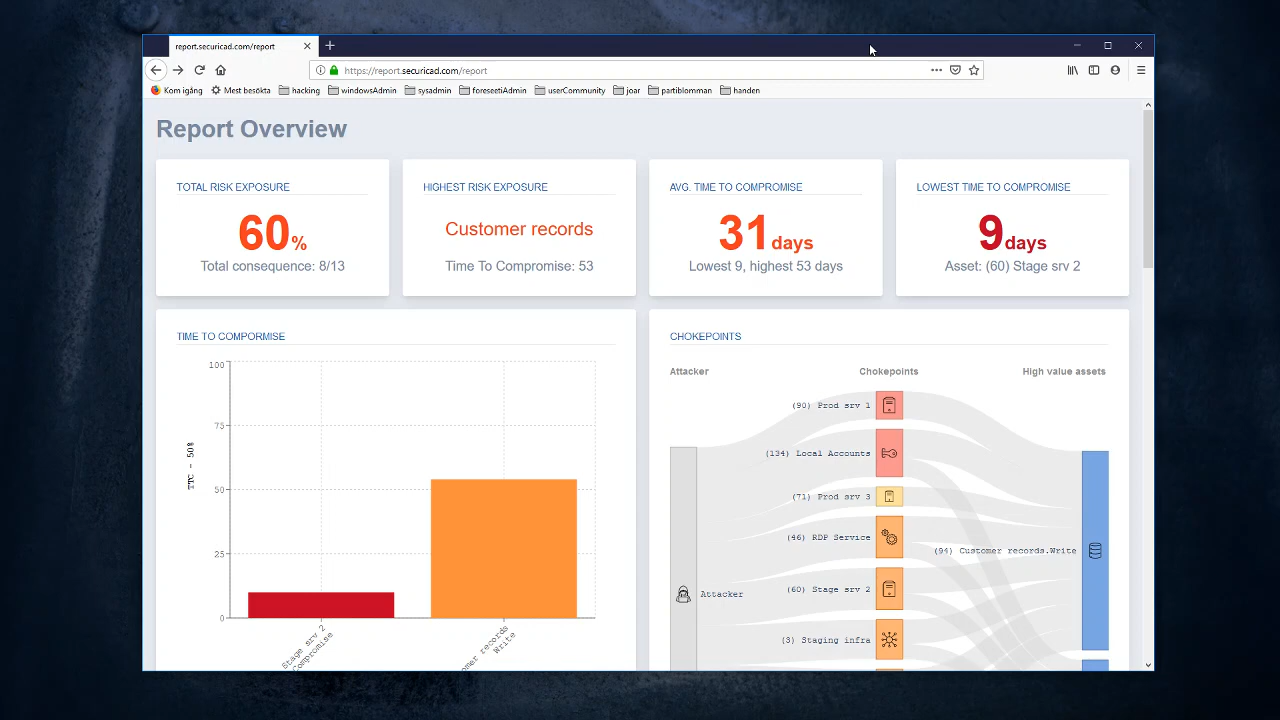 report.securicad.com/report
https://report.securicad.com/report
Kom igång Mest besökta hacking windowsAdmin sysadmin foreseetiAdmin userCommunity joar partiblomman handen
Report Overview
TOTAL RISK EXPOSURE
60%
Total consequence: 8/13
HIGHEST RISK EXPOSURE
Customer records
Time To Compromise: 53
AVG. TIME TO COMPROMISE
31 days
Lowest 9, highest 53 days
LOWEST TIME TO COMPROMISE
9 days
Asset: (60) Stage srv 2
TIME TO COMPORMISE
100
75
50
25
0
TTC - 50%
Stage srv 2
Compromise
omer records
Write
CHOKEPOINTS
Attacker Chokepoints High value assets
(90) Prod srv 1
(134) Local Accounts
(71) Prod srv 3
(46) RDP Service
(94) Customer records.Write
(60) Stage srv 2
Attacker
(3) Staging infra